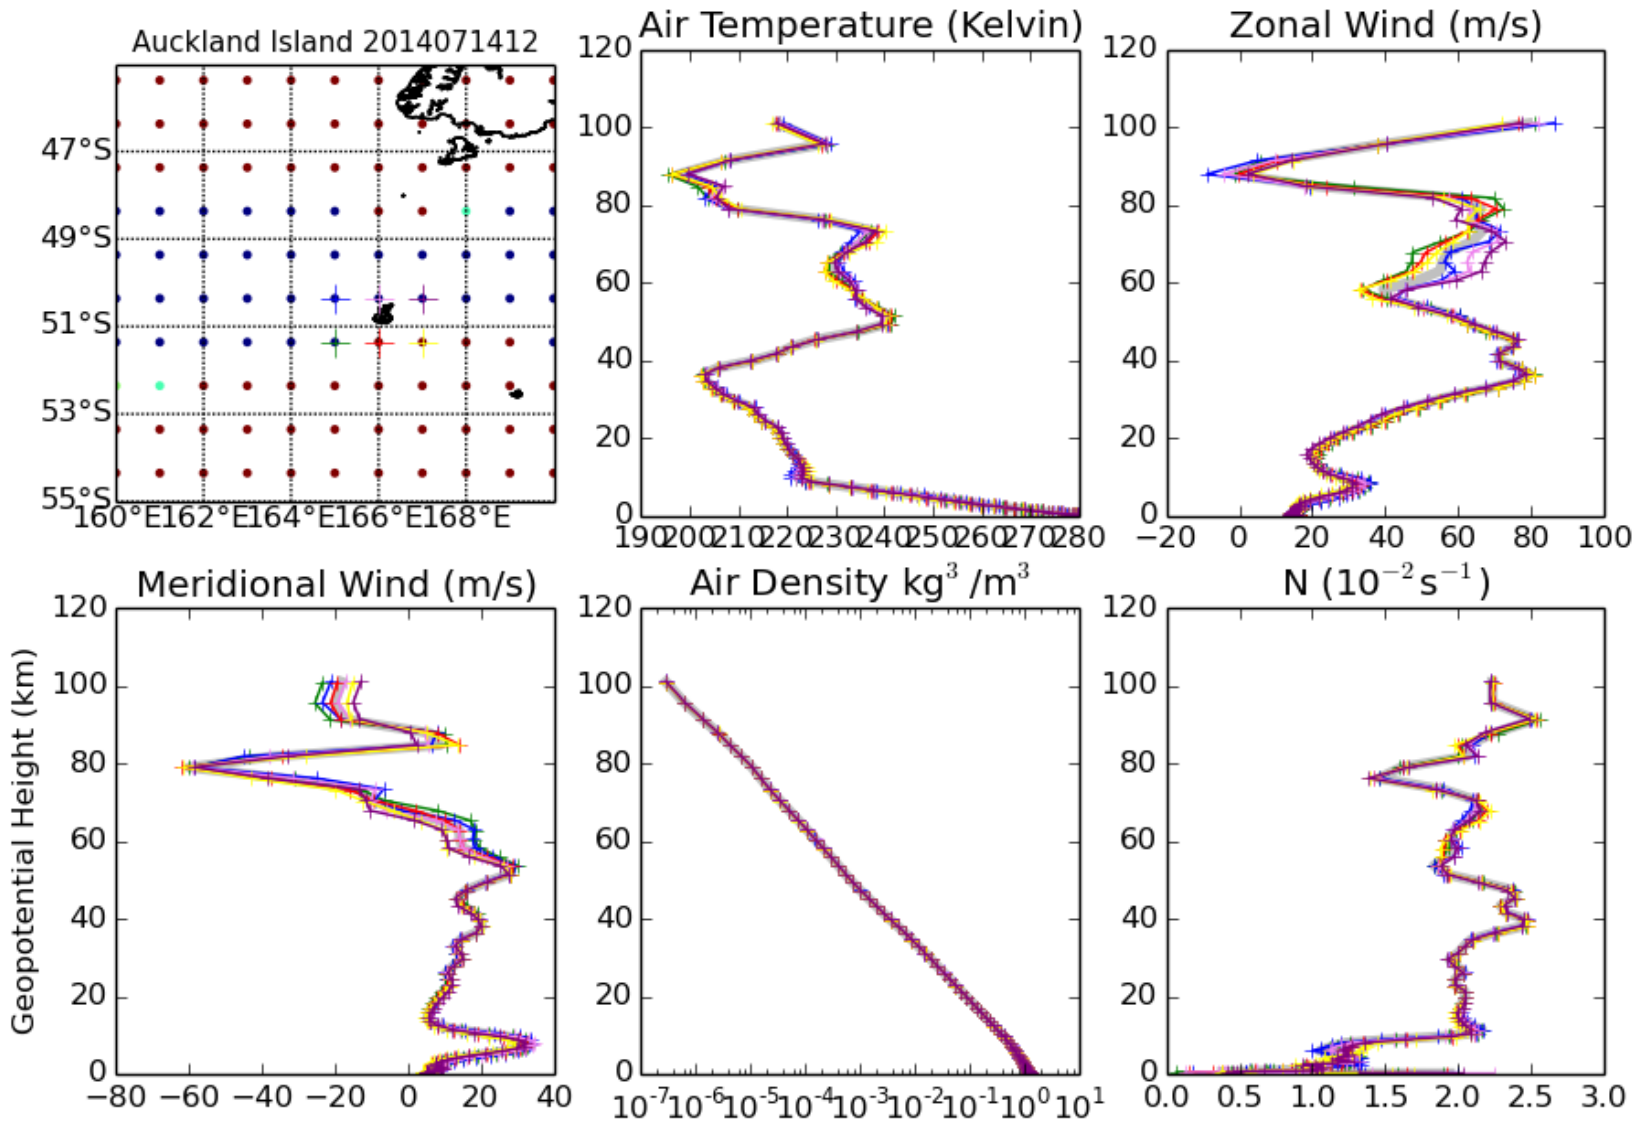 Auckland Island 2014071412
47°S
49°S
51°S
53°S
55°S
160°E162°E164°E166°E168°E
Air Temperature (Kelvin)
120
100
80
60
40
20
0
190200210220230240250260270280
Zonal Wind (m/s)
120
100
80
60
40
20
0
−20 0 20 40 60 80 100
Meridional Wind (m/s)
Geopotential Height (km)
120
100
80
60
40
20
0
−80 −60 −40 −20 0 20 40
Air Density kg³ /m³
120
100
80
60
40
20
0
10⁻⁷10⁻⁶10⁻⁵10⁻⁴10⁻³10⁻²10⁻¹10⁰ 10¹
N (10⁻²s⁻¹)
120
100
80
60
40
20
0
0.0 0.5 1.0 1.5 2.0 2.5 3.0